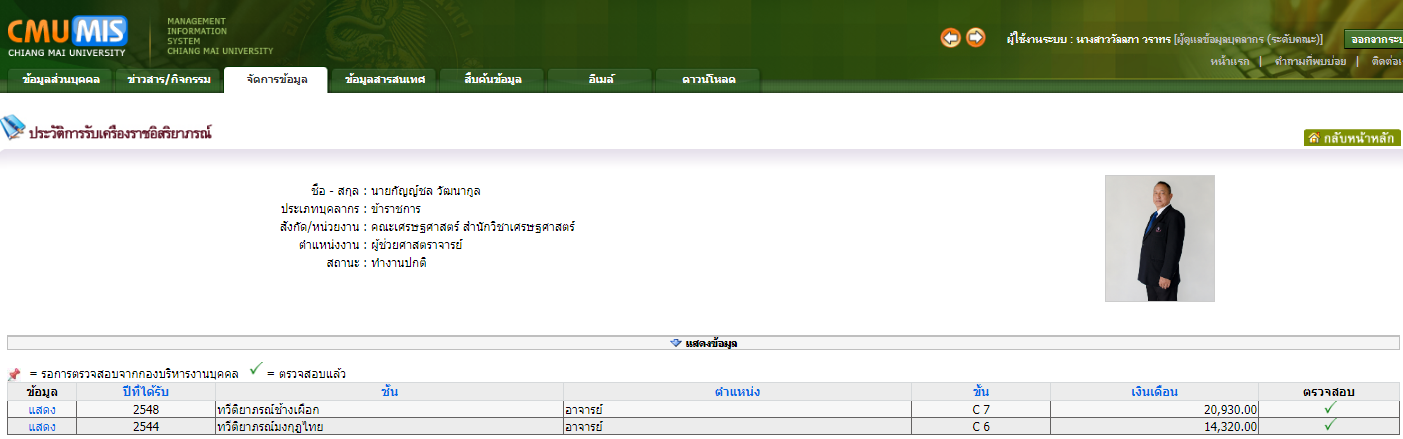 CMU MIS
CHIANG MAI UNIVERSITY
MANAGEMENT
INFORMATION
SYSTEM
CHIANG MAI UNIVERSITY
ผู้ใช้งานระบบ : นางสาววัลลภา วราทร [ผู้ดูแลข้อมูลบุคลากร (ระดับคณะ)]
ออกจากระบ
หน้าแรก | คำถามที่พบบ่อย | ติดต่อเ
ข้อมูลส่วนบุคคล ข่าวสาร/กิจกรรม จัดการข้อมูล ข้อมูลสารสนเทศ สืบค้นข้อมูล อีเมล์ ดาวน์โหลด
ประวัติการรับเครื่องราชอิสริยาภรณ์
กลับหน้าหลัก
ชื่อ - สกุล : นายกัญญ์ชล วัฒนากูล
ประเภทบุคลากร : ข้าราชการ
สังกัด/หน่วยงาน : คณะเศรษฐศาสตร์ สำนักวิชาเศรษฐศาสตร์
ตำแหน่งงาน : ผู้ช่วยศาสตราจารย์
สถานะ : ทำงานปกติ
แสดงข้อมูล
= รอการตรวจสอบจากกองบริหารงานบุคคล ✓ = ตรวจสอบแล้ว
ข้อมูล ปีที่ได้รับ ชั้น ตำแหน่ง ขั้น เงินเดือน ตรวจสอบ
แสดง 2548 ทวีติยาภรณ์ช้างเผือก อาจารย์ C 7 20,930.00 ✓
แสดง 2544 ทวีติยาภรณ์มงกุฎไทย อาจารย์ C 6 14,320.00 ✓